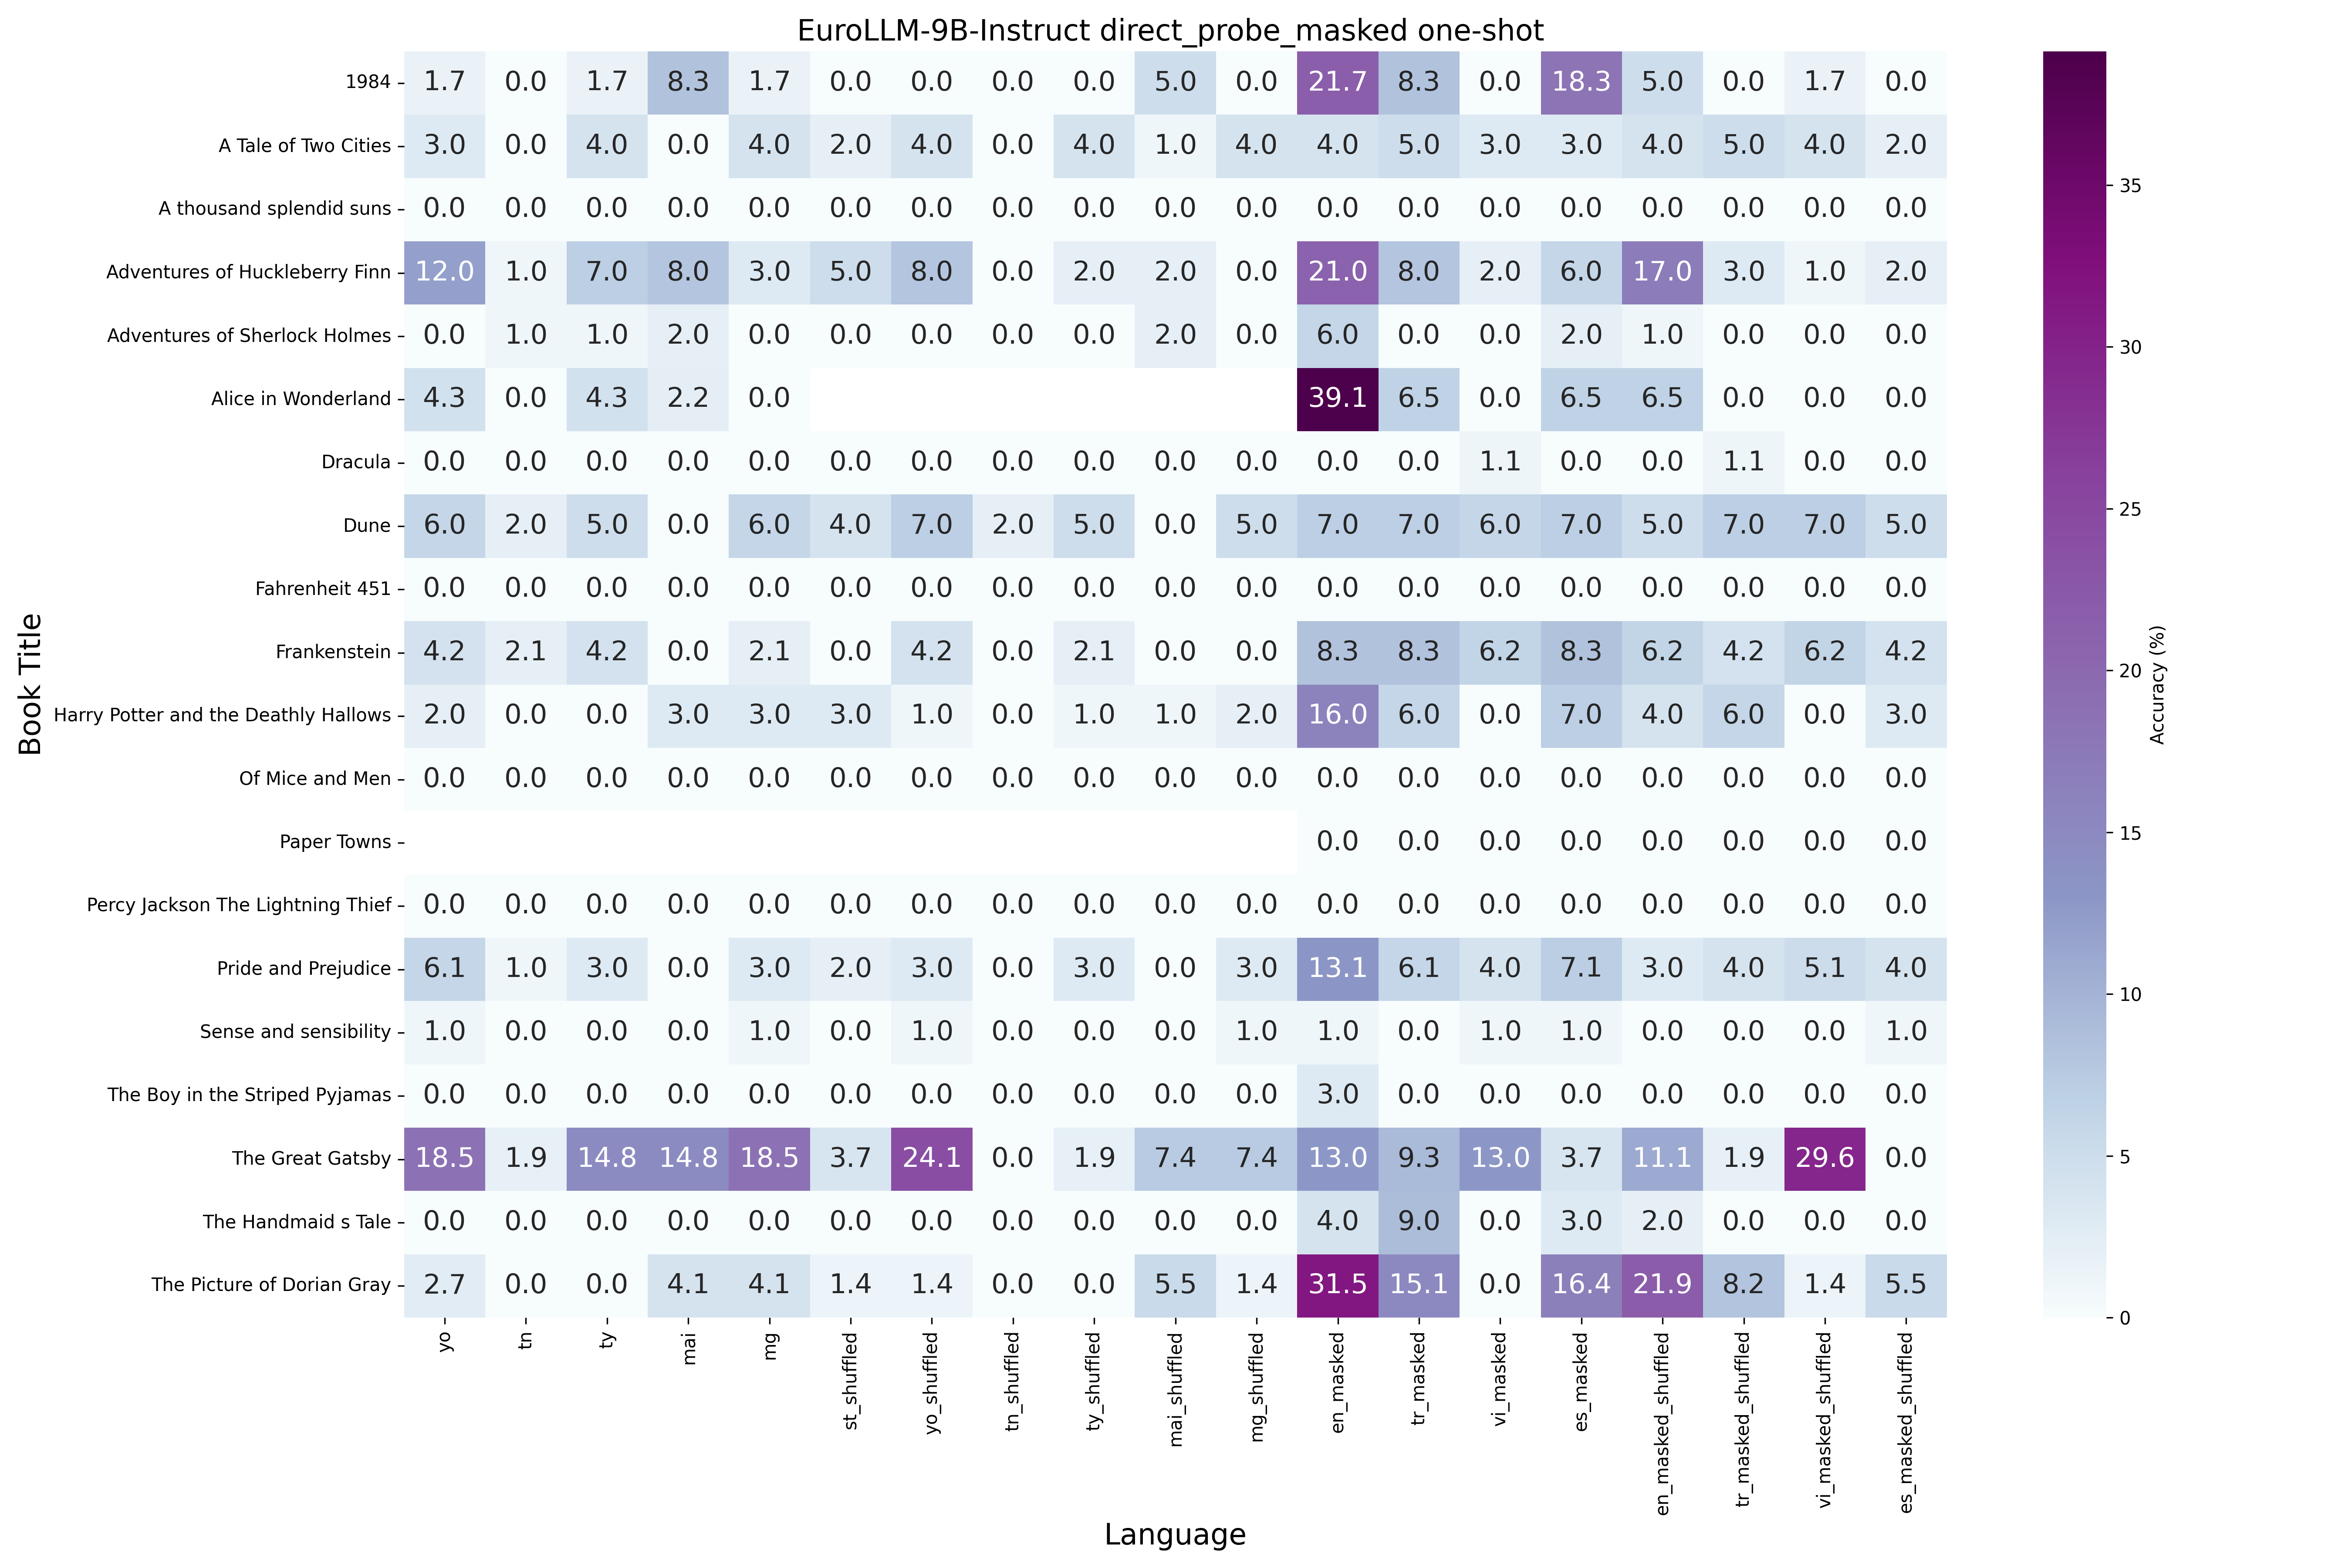 EuroLLM-9B-Instruct direct_probe_masked one-shot
Book Title
1984 1.7 0.0 1.7 8.3 1.7 0.0 0.0 0.0 0.0 5.0 0.0 21.7 8.3 0.0 18.3 5.0 0.0 1.7 0.0
A Tale of Two Cities 3.0 0.0 4.0 0.0 4.0 2.0 4.0 0.0 4.0 1.0 4.0 4.0 5.0 3.0 3.0 4.0 5.0 4.0 2.0
A thousand splendid suns 0.0 0.0 0.0 0.0 0.0 0.0 0.0 0.0 0.0 0.0 0.0 0.0 0.0 0.0 0.0 0.0 0.0 0.0 0.0
Adventures of Huckleberry Finn 12.0 1.0 7.0 8.0 3.0 5.0 8.0 0.0 2.0 2.0 0.0 21.0 8.0 2.0 6.0 17.0 3.0 1.0 2.0
Adventures of Sherlock Holmes 0.0 1.0 1.0 2.0 0.0 0.0 0.0 0.0 0.0 2.0 0.0 6.0 0.0 0.0 2.0 1.0 0.0 0.0 0.0
Alice in Wonderland 4.3 0.0 4.3 2.2 0.0 39.1 6.5 0.0 6.5 6.5 0.0 0.0 0.0
Dracula 0.0 0.0 0.0 0.0 0.0 0.0 0.0 0.0 0.0 0.0 0.0 0.0 0.0 1.1 0.0 0.0 1.1 0.0 0.0
Dune 6.0 2.0 5.0 0.0 6.0 4.0 7.0 2.0 5.0 0.0 5.0 7.0 7.0 6.0 7.0 5.0 7.0 7.0 5.0
Fahrenheit 451 0.0 0.0 0.0 0.0 0.0 0.0 0.0 0.0 0.0 0.0 0.0 0.0 0.0 0.0 0.0 0.0 0.0 0.0 0.0
Frankenstein 4.2 2.1 4.2 0.0 2.1 0.0 4.2 0.0 2.1 0.0 0.0 8.3 8.3 6.2 8.3 6.2 4.2 6.2 4.2
Harry Potter and the Deathly Hallows 2.0 0.0 0.0 3.0 3.0 3.0 1.0 0.0 1.0 1.0 2.0 16.0 6.0 0.0 7.0 4.0 6.0 0.0 3.0
Of Mice and Men 0.0 0.0 0.0 0.0 0.0 0.0 0.0 0.0 0.0 0.0 0.0 0.0 0.0 0.0 0.0 0.0 0.0 0.0 0.0
Paper Towns 0.0 0.0 0.0 0.0 0.0 0.0 0.0 0.0
Percy Jackson The Lightning Thief 0.0 0.0 0.0 0.0 0.0 0.0 0.0 0.0 0.0 0.0 0.0 0.0 0.0 0.0 0.0 0.0 0.0 0.0 0.0
Pride and Prejudice 6.1 1.0 3.0 0.0 3.0 2.0 3.0 0.0 3.0 0.0 3.0 13.1 6.1 4.0 7.1 3.0 4.0 5.1 4.0
Sense and sensibility 1.0 0.0 0.0 0.0 1.0 0.0 1.0 0.0 0.0 0.0 1.0 1.0 0.0 1.0 1.0 0.0 0.0 0.0 1.0
The Boy in the Striped Pyjamas 0.0 0.0 0.0 0.0 0.0 0.0 0.0 0.0 0.0 0.0 0.0 3.0 0.0 0.0 0.0 0.0 0.0 0.0 0.0
The Great Gatsby 18.5 1.9 14.8 14.8 18.5 3.7 24.1 0.0 1.9 7.4 7.4 13.0 9.3 13.0 3.7 11.1 1.9 29.6 0.0
The Handmaid s Tale 0.0 0.0 0.0 0.0 0.0 0.0 0.0 0.0 0.0 0.0 0.0 4.0 9.0 0.0 3.0 2.0 0.0 0.0 0.0
The Picture of Dorian Gray 2.7 0.0 0.0 4.1 4.1 1.4 1.4 0.0 0.0 5.5 1.4 31.5 15.1 0.0 16.4 21.9 8.2 1.4 5.5
yo tn ty mai mg st_shuffled yo_shuffled tn_shuffled ty_shuffled mai_shuffled mg_shuffled en_masked tr_masked vi_masked es_masked en_masked_shuffled tr_masked_shuffled vi_masked_shuffled es_masked_shuffled
Language
35
30
25
20
15
10
5
0
Accuracy (%)